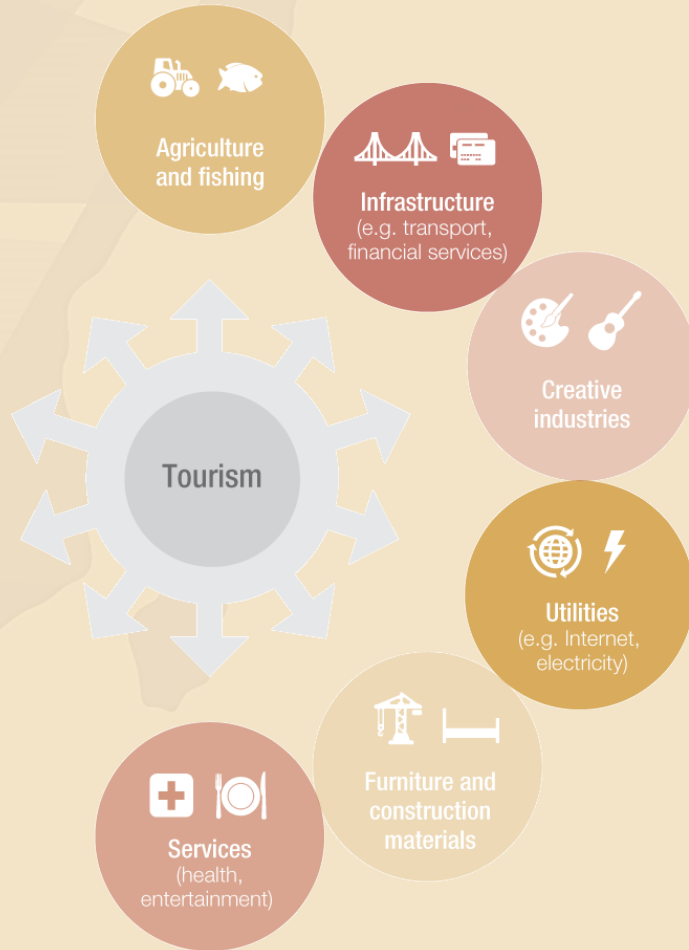 Agriculture
and fishing
Infrastructure
(e.g. transport,
financial services)
Creative
industries
Tourism
Utilities
(e.g. Internet,
electricity)
Furniture and
construction
materials
Services
(health,
entertainment)